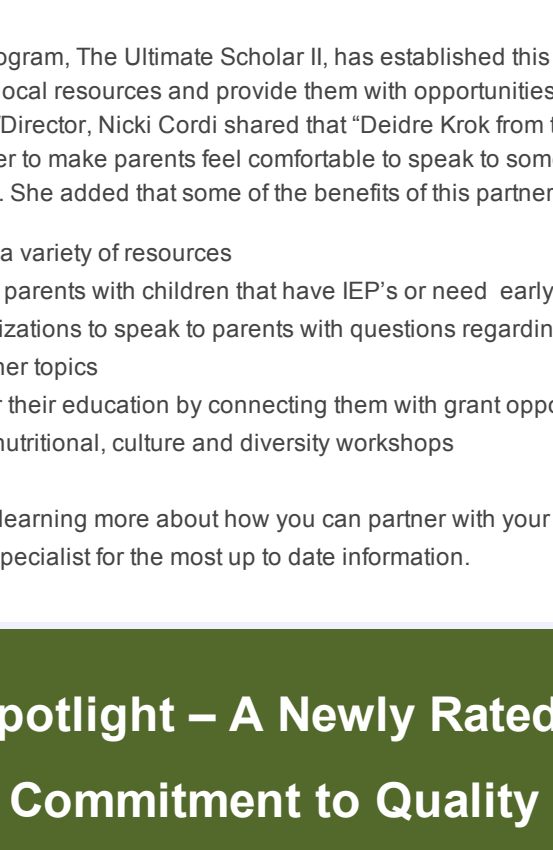 ogram, The Ultimate Scholar II, has established this
ocal resources and provide them with opportunities
Director, Nicki Cordi shared that “Deidre Krok from
er to make parents feel comfortable to speak to som
. She added that some of the benefits of this partner
a variety of resources
parents with children that have IEP’s or need early
izations to speak to parents with questions regardin
her topics
their education by connecting them with grant oppo
nutritional, culture and diversity workshops
learning more about how you can partner with your
pecialist for the most up to date information.
potlight – A Newly Rated
Commitment to Quality